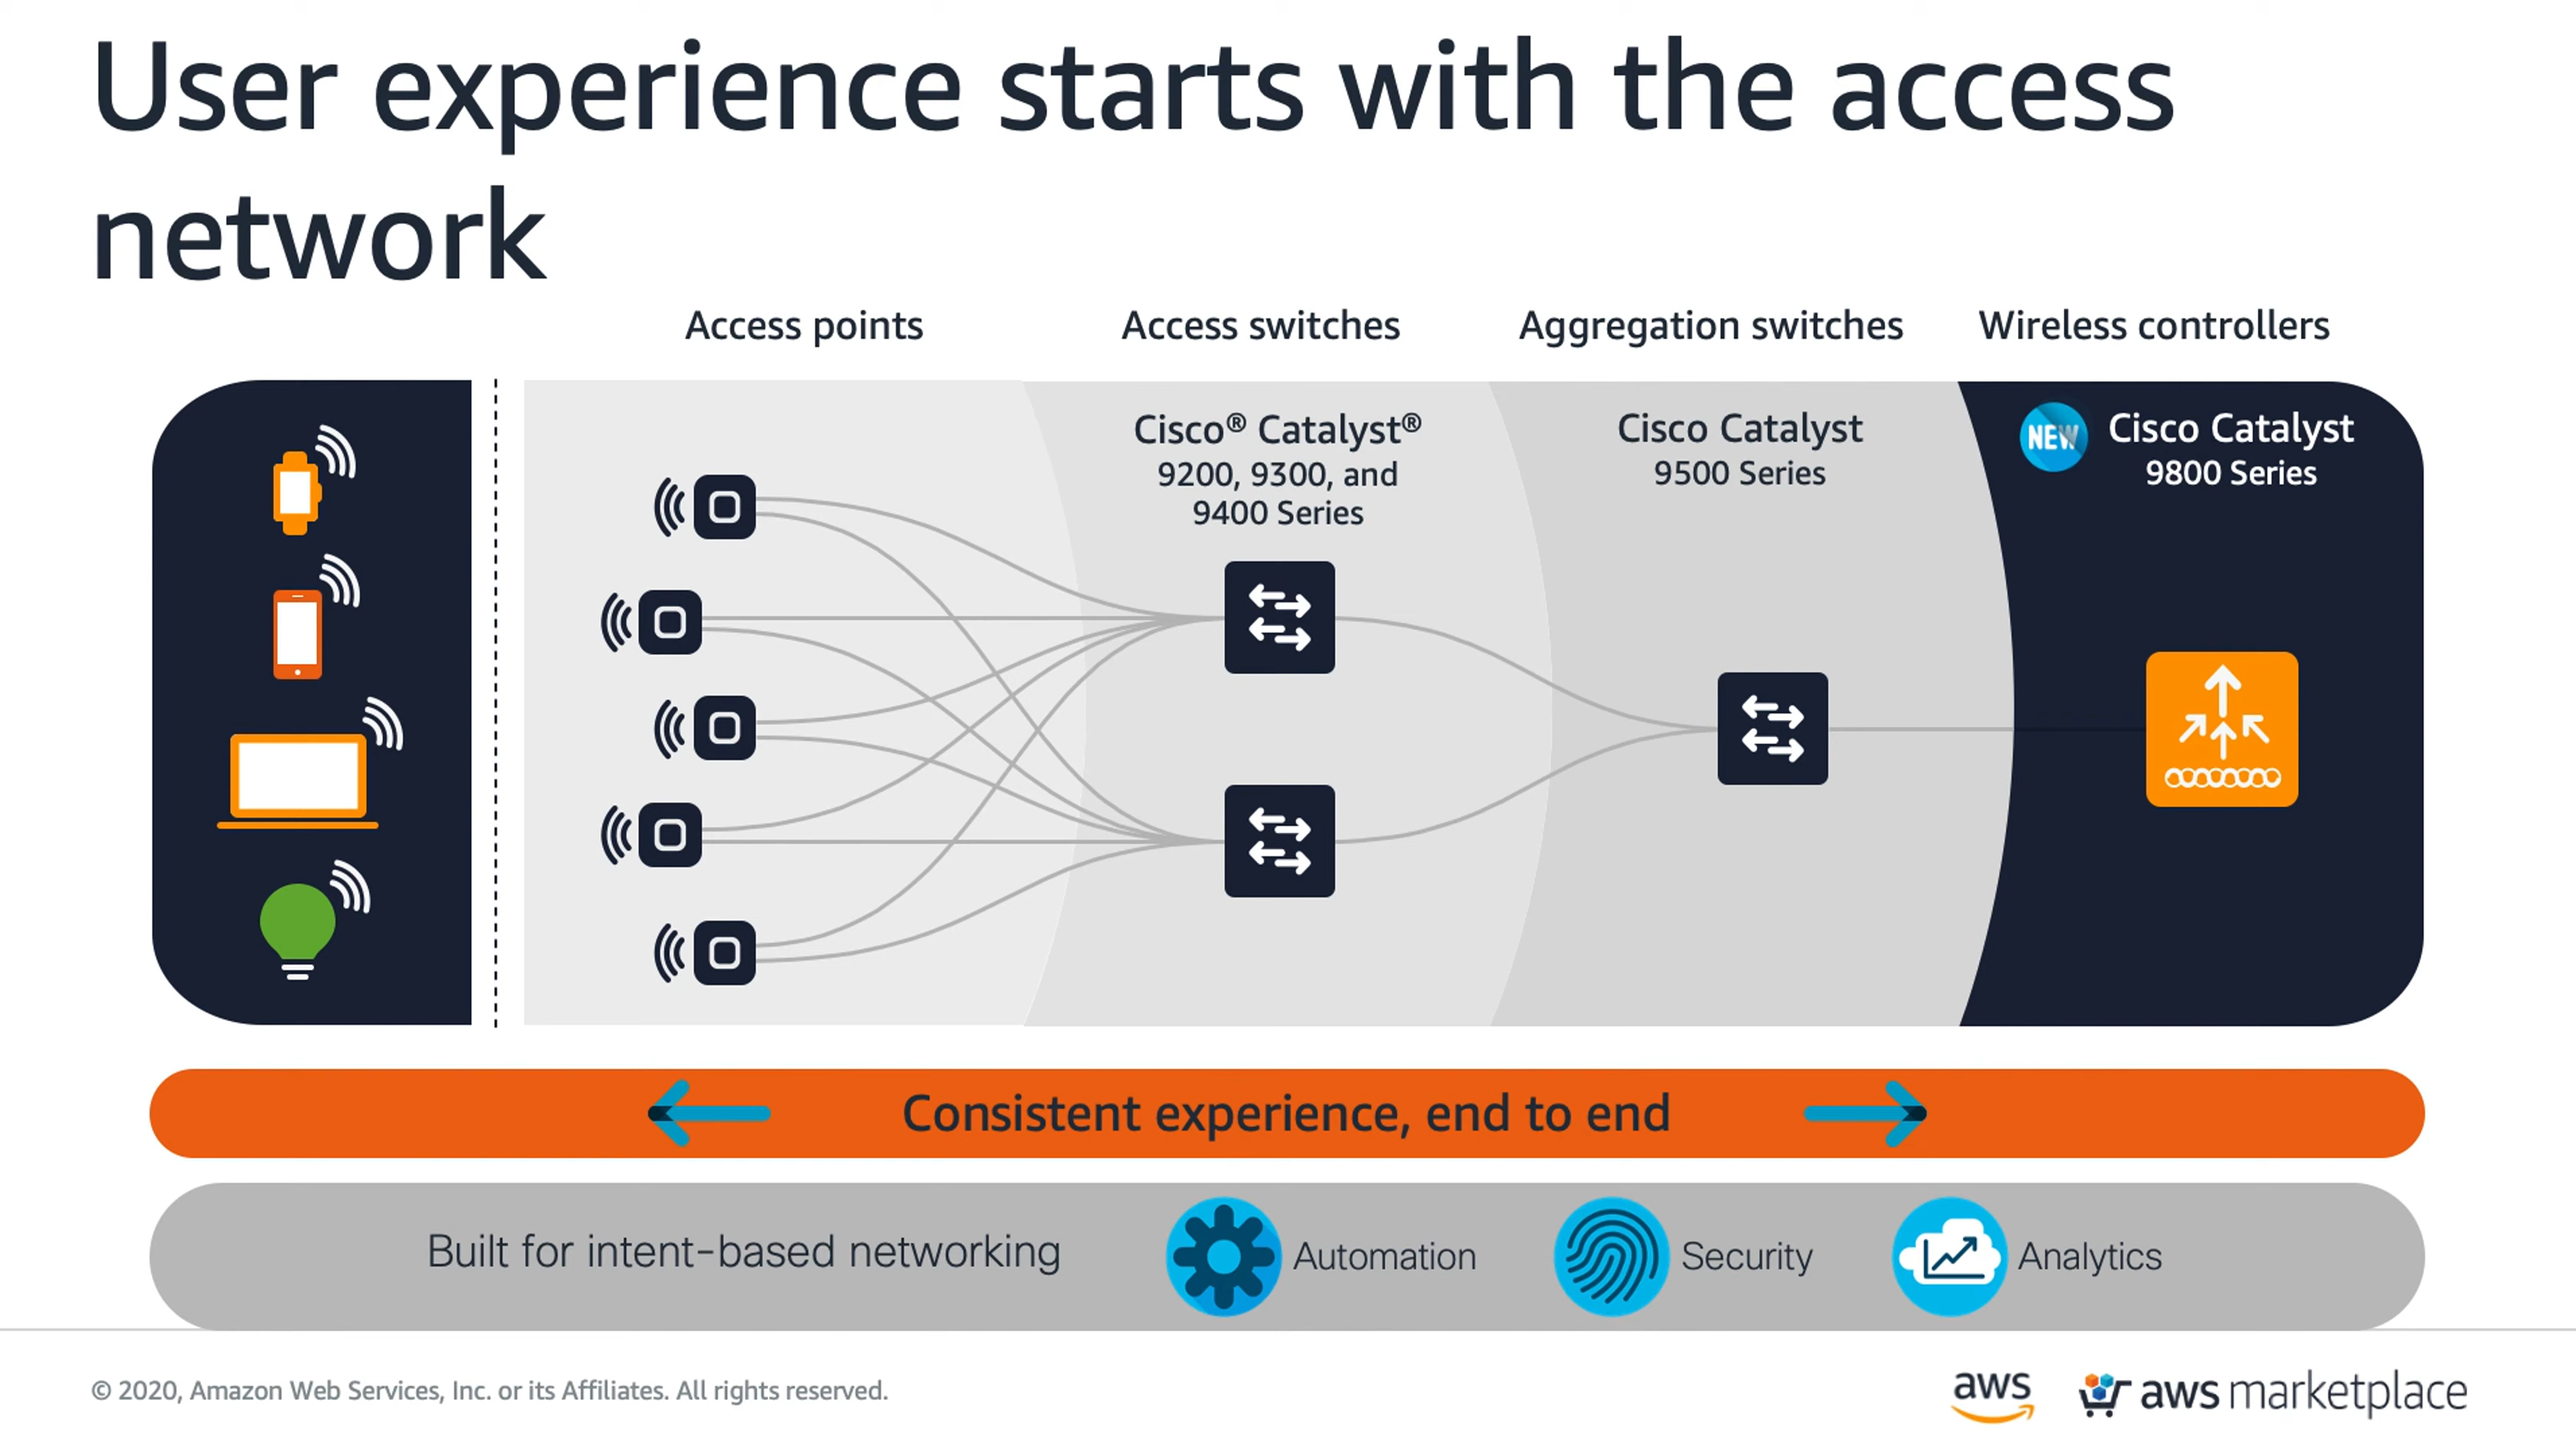 User experience starts with the access
network
Access points
Access switches
Aggregation switches
Wireless controllers
Cisco® Catalyst®
9200, 9300, and
9400 Series
Cisco Catalyst
9500 Series
NEW
Cisco Catalyst
9800 Series
Consistent experience, end to end
Built for intent-based networking
Automation
Security
Analytics
© 2020, Amazon Web Services, Inc. or its Affiliates. All rights reserved.
aws
aws marketplace